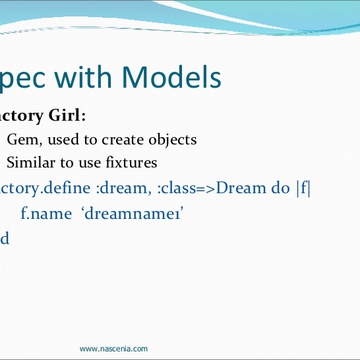 pec with Models
ctory Girl:
Gem, used to create objects
Similar to use fixtures
ctory.define :dream, :class=>Dream do |f|
f.name ‘dreamname1’
d
www.nascenia.com